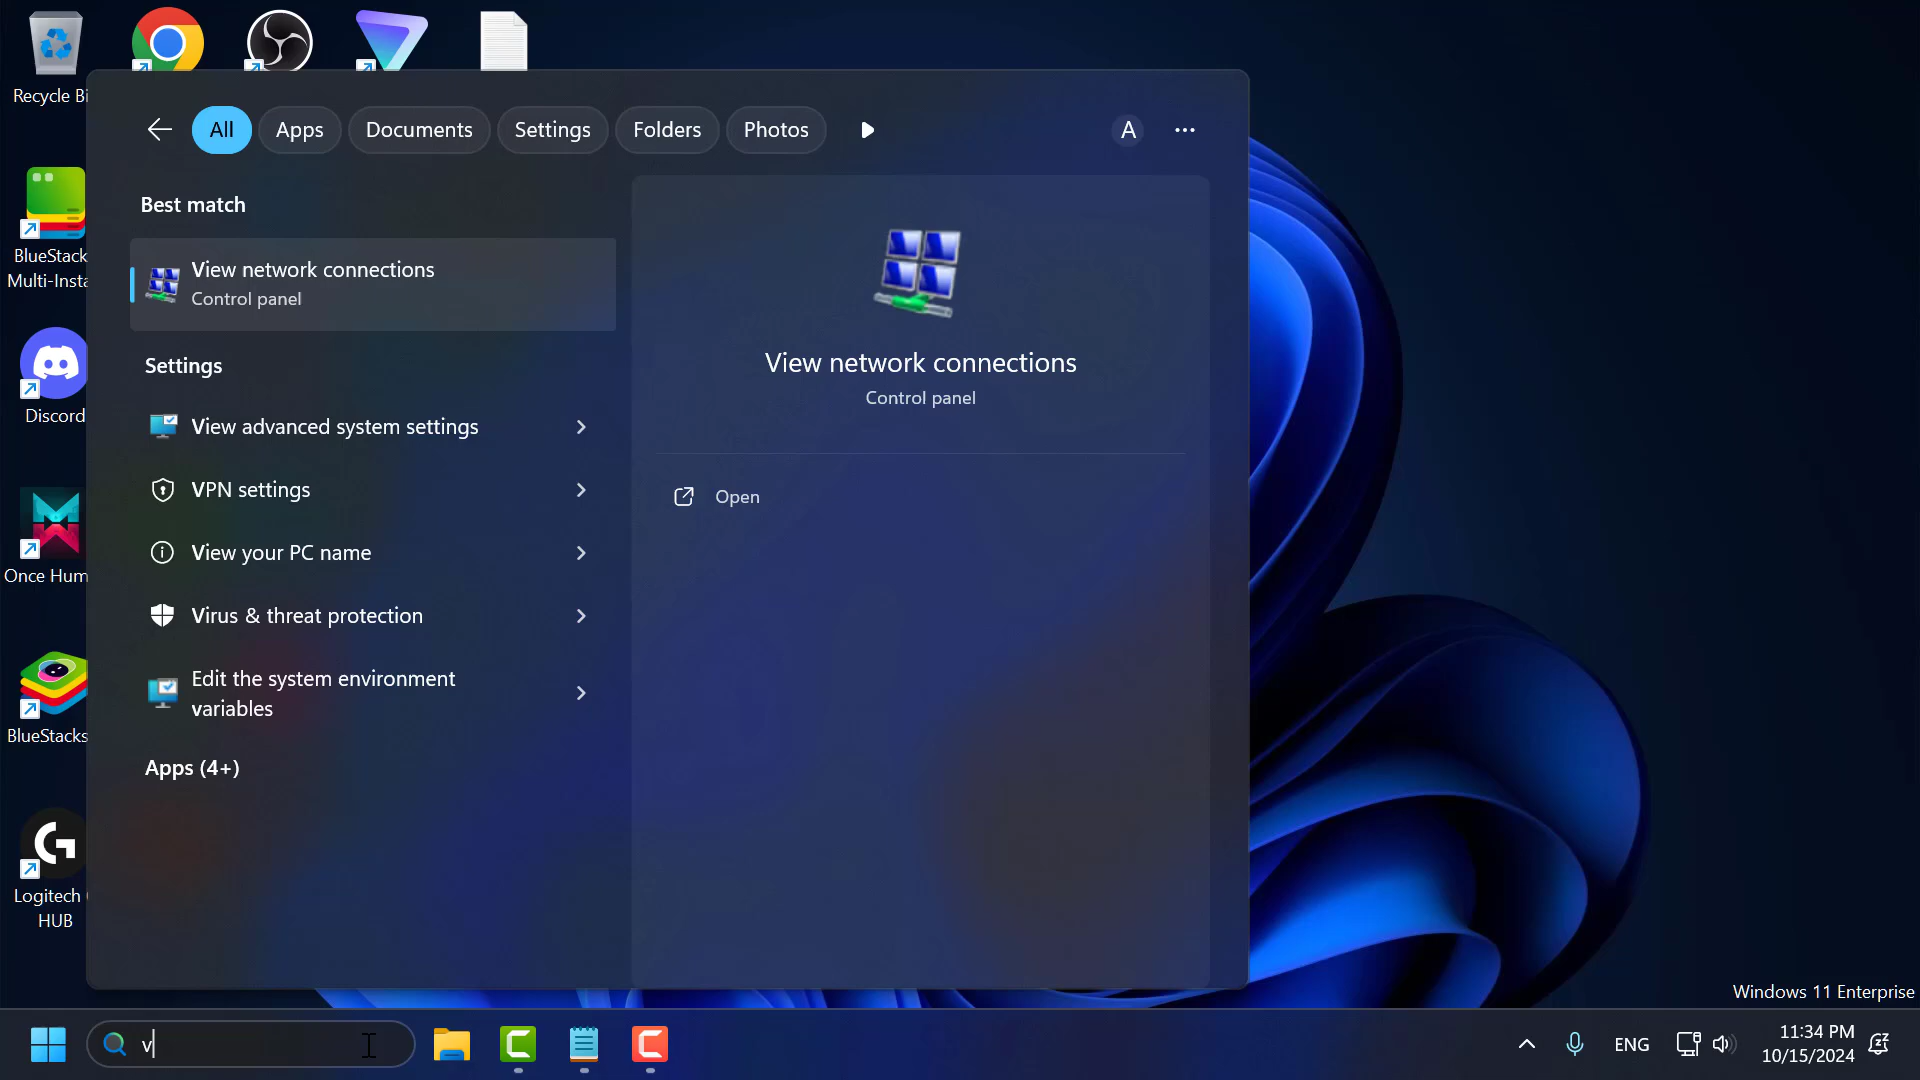 Recycle Bi
All
Apps
Documents
Settings
Folders
Photos
A
Best match
View network connections
Control panel
Settings
View advanced system settings
VPN settings
View your PC name
Virus & threat protection
Edit the system environment
variables
Apps (4+)
View network connections
Control panel
Open
BlueStack
Multi-Insta
Discord
Once Hum
BlueStacks
Logitech
HUB
Windows 11 Enterprise
v
ENG
11:34 PM
10/15/2024